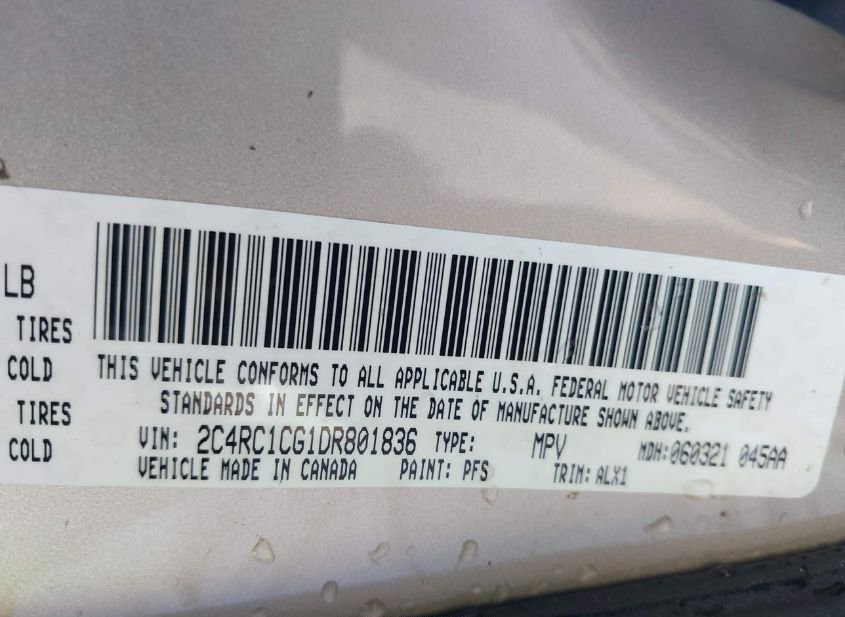 LB
TIRES
COLD
TIRES
COLD
THIS VEHICLE CONFORMS TO ALL APPLICABLE U.S.A. FEDERAL MOTOR VEHICLE SAFETY
STANDARDS IN EFFECT ON THE DATE OF MANUFACTURE SHOWN ABOVE.
VIN: 2C4RC1CG1DR801836 TYPE: MPV MDH:060321 045AA
VEHICLE MADE IN CANADA PAINT: PFS TRIM: ALX1